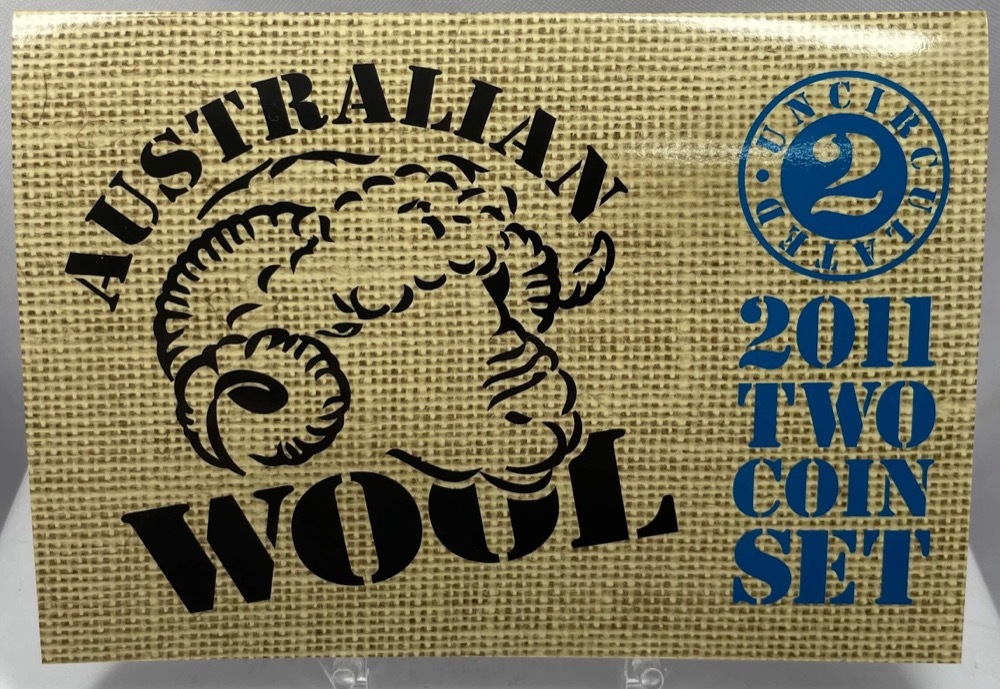 AUSTRALIAN
WOOL
UNCIRCULATED ·
2
2011
TWO
COIN
SET